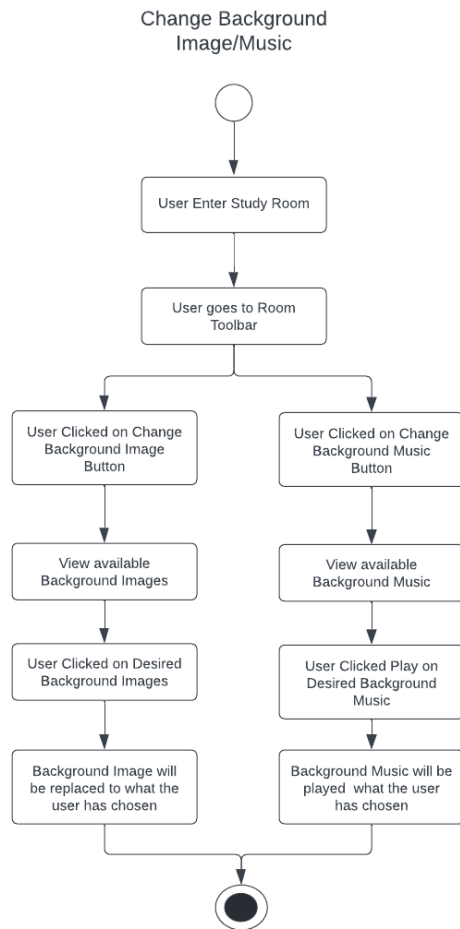 Change Background
Image/Music
User Enter Study Room
User goes to Room
Toolbar
User Clicked on Change
Background Image
Button
User Clicked on Change
Background Music
Button
View available
Background Images
View available
Background Music
User Clicked on Desired
Background Images
User Clicked Play on
Desired Background
Music
Background Image will
be replaced to what the
user has chosen
Background Music will be
played what the user
has chosen